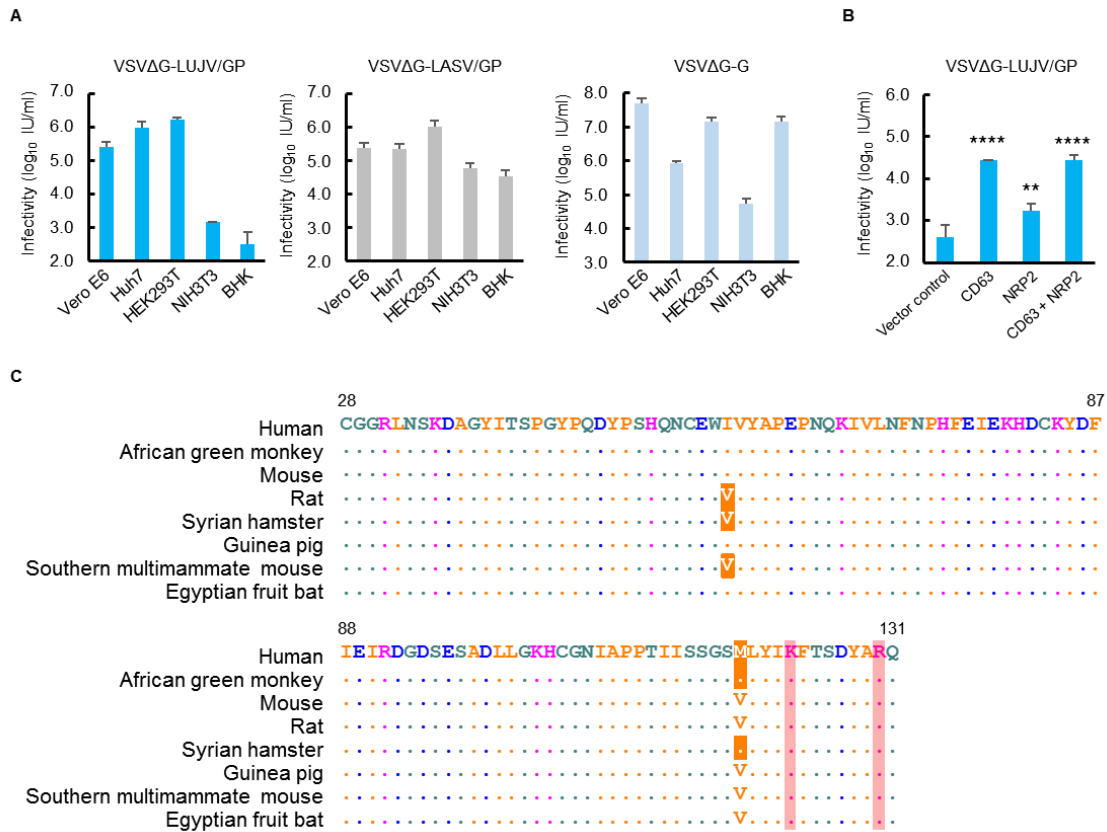 A
VSVΔG-LUJV/GP
Infectivity (log10 IU/ml)
7.0
6.0
5.0
4.0
3.0
2.0
Vero E6
Huh7
HEK293T
NIH3T3
BHK
VSVΔG-LASV/GP
Infectivity (log10 IU/ml)
7.0
6.0
5.0
4.0
3.0
2.0
Vero E6
Huh7
HEK293T
NIH3T3
BHK
VSVΔG-G
Infectivity (log10 IU/ml)
8.0
7.0
6.0
5.0
4.0
3.0
Vero E6
Huh7
HEK293T
NIH3T3
BHK
B
VSVΔG-LUJV/GP
Infectivity (log10 IU/ml)
6.0
5.0
4.0
3.0
2.0
****
**
****
Vector control
CD63
NRP2
CD63 + NRP2
C
28 87
Human CGGRLNSKDAGYITSPGYPQDYPSHQNCEWIVYAPEPNQKIVLNFNPHFEIEKHDCKYDF
African green monkey
Mouse
Rat V
Syrian hamster V
Guinea pig
Southern multimammate mouse V
Egyptian fruit bat
88 131
Human IEIRDGDSESADLLGKHCGNIAPPTIISSGSMLYIKFTSDYARQ
African green monkey
Mouse V
Rat V
Syrian hamster
Guinea pig V
Southern multimammate mouse V
Egyptian fruit bat V